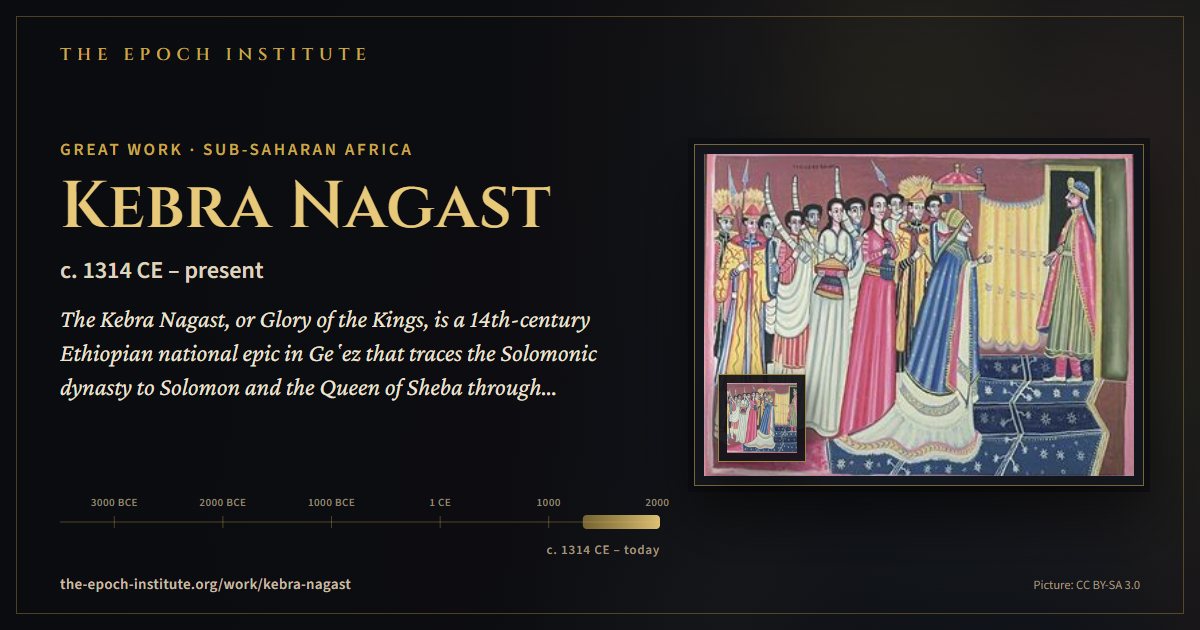 THE EPOCH INSTITUTE
GREAT WORK · SUB-SAHARAN AFRICA
KEBRA NAGAST
c. 1314 CE – present
The Kebra Nagast, or Glory of the Kings, is a 14th-century
Ethiopian national epic in Geʽez that traces the Solomonic
dynasty to Solomon and the Queen of Sheba through...
3000 BCE 2000 BCE 1000 BCE 1 CE 1000 2000
c. 1314 CE – today
the-epoch-institute.org/work/kebra-nagast
Picture: CC BY-SA 3.0